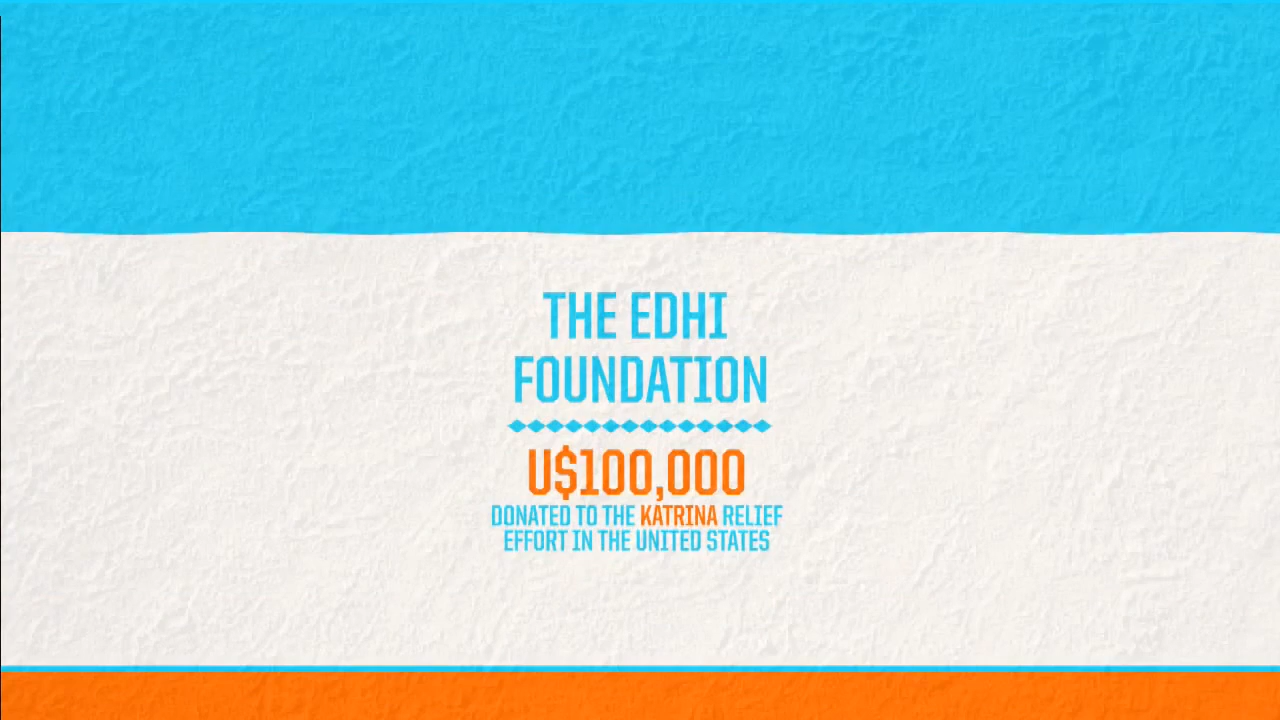 THE EDHI
FOUNDATION
U$100,000
DONATED TO THE KATRINA RELIEF
EFFORT IN THE UNITED STATES